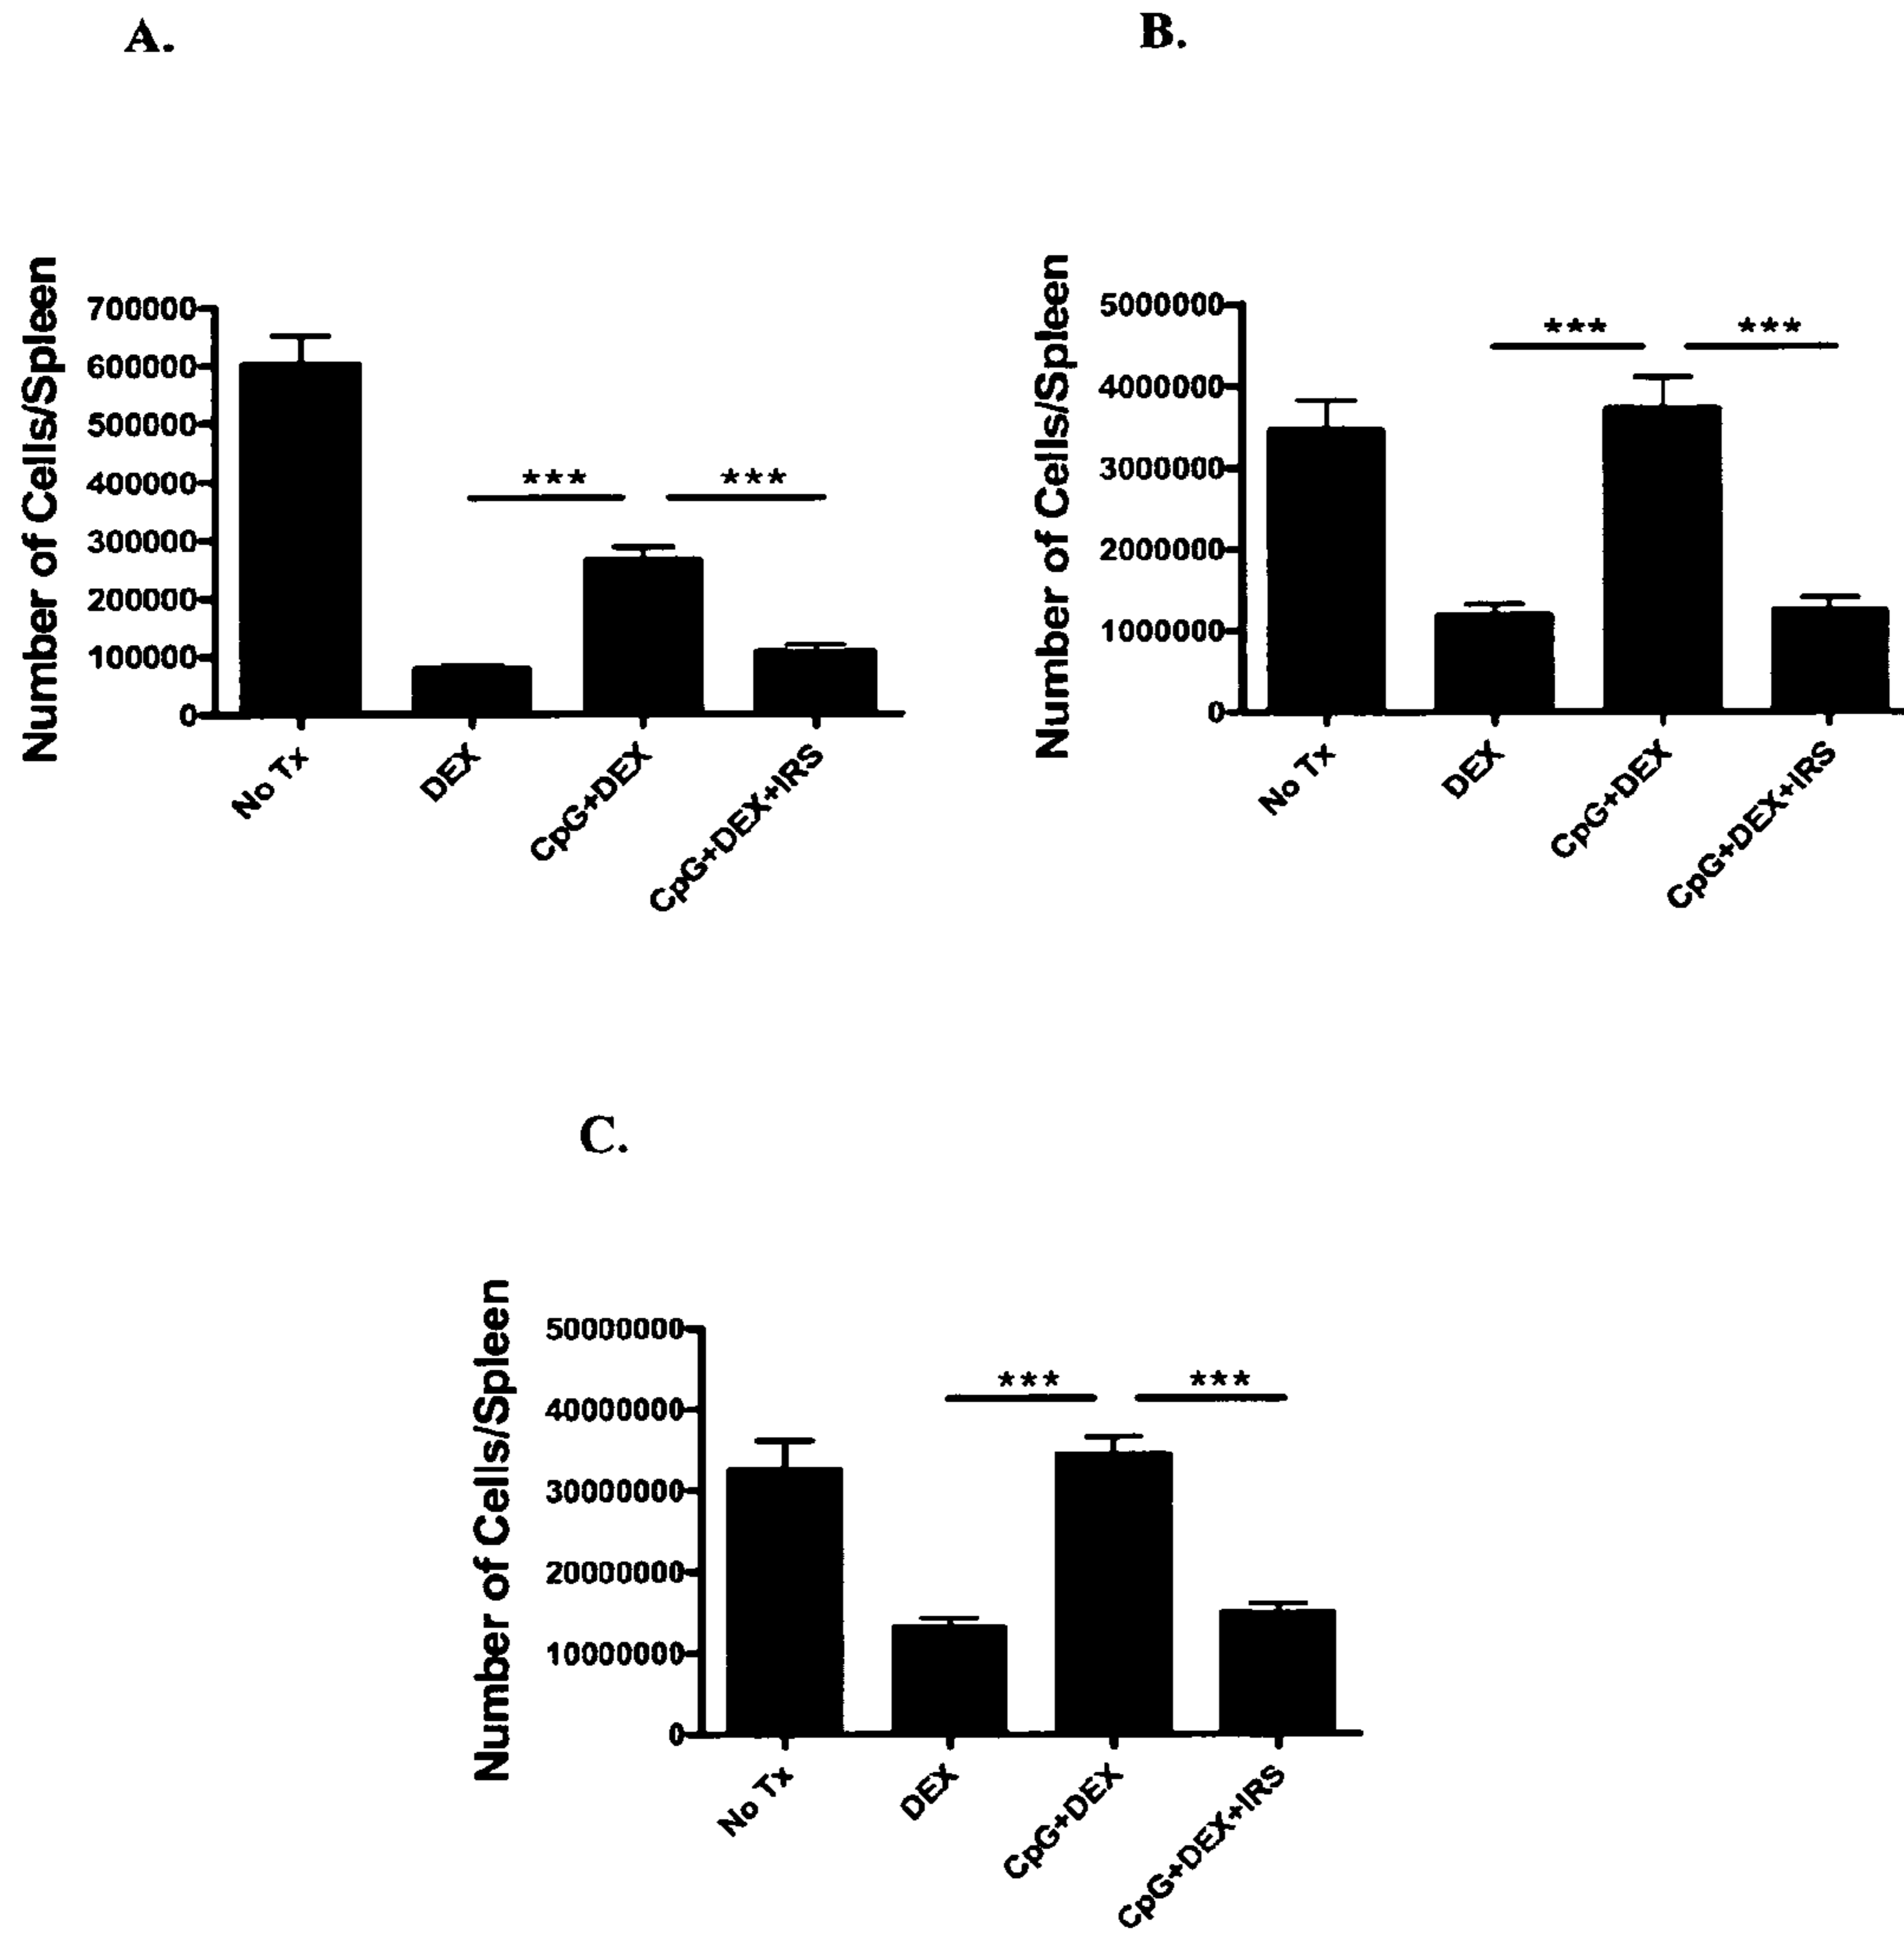 A.
Number of Cells/Spleen
700000
600000
500000
400000
300000
200000
100000
0
*** ***
No Tx
DEX
CpG+DEX
CpG+DEX+IRS
B.
Number of Cells/Spleen
5000000
4000000
3000000
2000000
1000000
0
*** ***
No Tx
DEX
CpG+DEX
CpG+DEX+IRS
C.
Number of Cells/Spleen
50000000
40000000
30000000
20000000
10000000
0
*** ***
No Tx
DEX
CpG+DEX
CpG+DEX+IRS